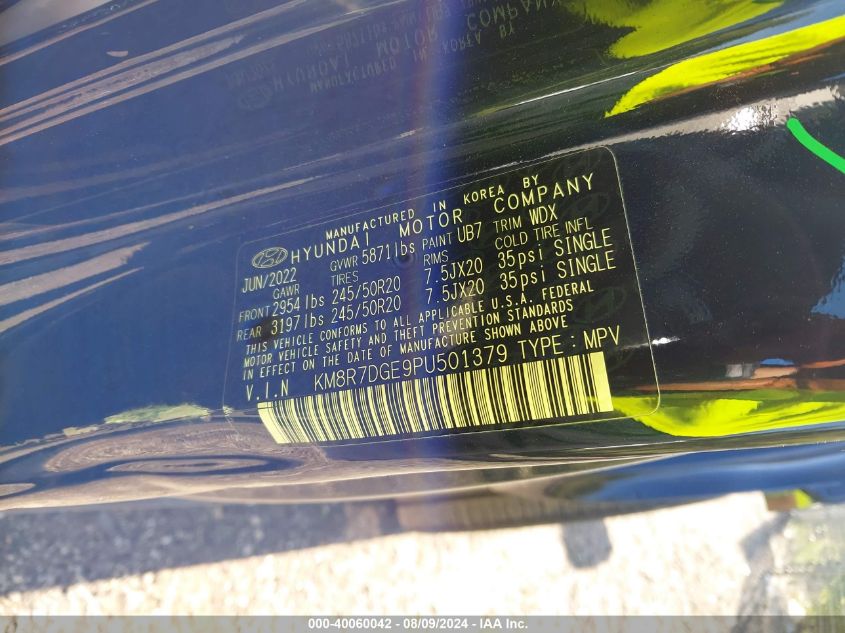 MANUFACTURED IN KOREA BY
HYUNDAI MOTOR COMPANY
JUN/2022 GVWR 5871lbs PAINT UB7 TRIM WDX
GAWR TIRES RIMS COLD TIRE INFL
FRONT 2954lbs 245/50R20 7.5JX20 35psi SINGLE
REAR 3197lbs 245/50R20 7.5JX20 35psi SINGLE
THIS VEHICLE CONFORMS TO ALL APPLICABLE U.S.A. FEDERAL
MOTOR VEHICLE SAFETY AND THEFT PREVENTION STANDARDS
IN EFFECT ON THE DATE OF MANUFACTURE SHOWN ABOVE
V.I.N KM8R7DGE9PU501379 TYPE : MPV
000-40060042 - 08/09/2024 - IAA Inc.